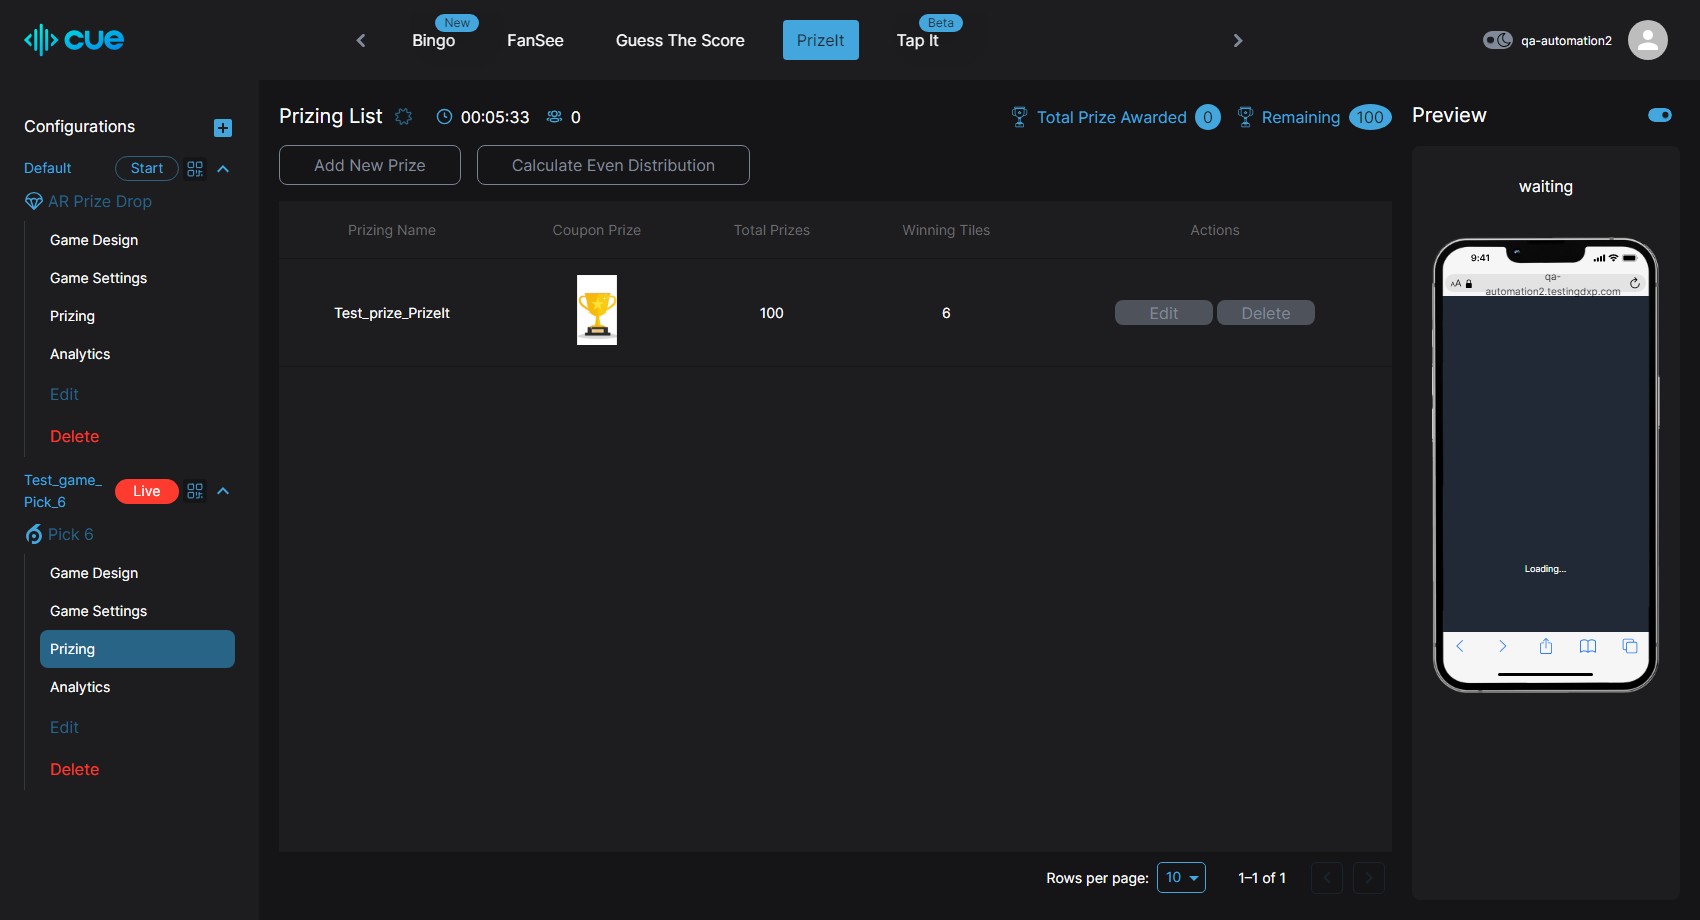 cue
Bingo
New
FanSee
Guess The Score
PrizeIt
Tap It
Beta
qa-automation2
Configurations
Default
Start
AR Prize Drop
Game Design
Game Settings
Prizing
Analytics
Edit
Delete
Test_game_
Pick_6
Live
Pick 6
Game Design
Game Settings
Prizing
Analytics
Edit
Delete
Prizing List
00:05:33
0
Total Prize Awarded 0
Remaining 100
Add New Prize
Calculate Even Distribution
Prizing Name Coupon Prize Total Prizes Winning Tiles Actions
Test_prize_PrizeIt 100 6 Edit Delete
Rows per page: 10 1–1 of 1
Preview
waiting
9:41
AA
qa-
automation2.testingdxp.com
Loading...